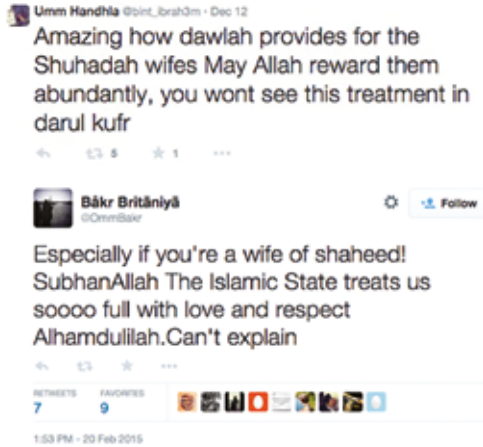 Umm Handhla @bint_ibrah3m · Dec 12
Amazing how dawlah provides for the
Shuhadah wifes May Allah reward them
abundantly, you wont see this treatment in
darul kufr
5 1
Båkr Britåniyå
@OmmBakr
Follow
Especially if you're a wife of shaheed!
SubhanAllah The Islamic State treats us
soooo full with love and respect
Alhamdulilah.Can't explain
RETWEETS FAVORITES
7 9
1:53 PM - 20 Feb 2015